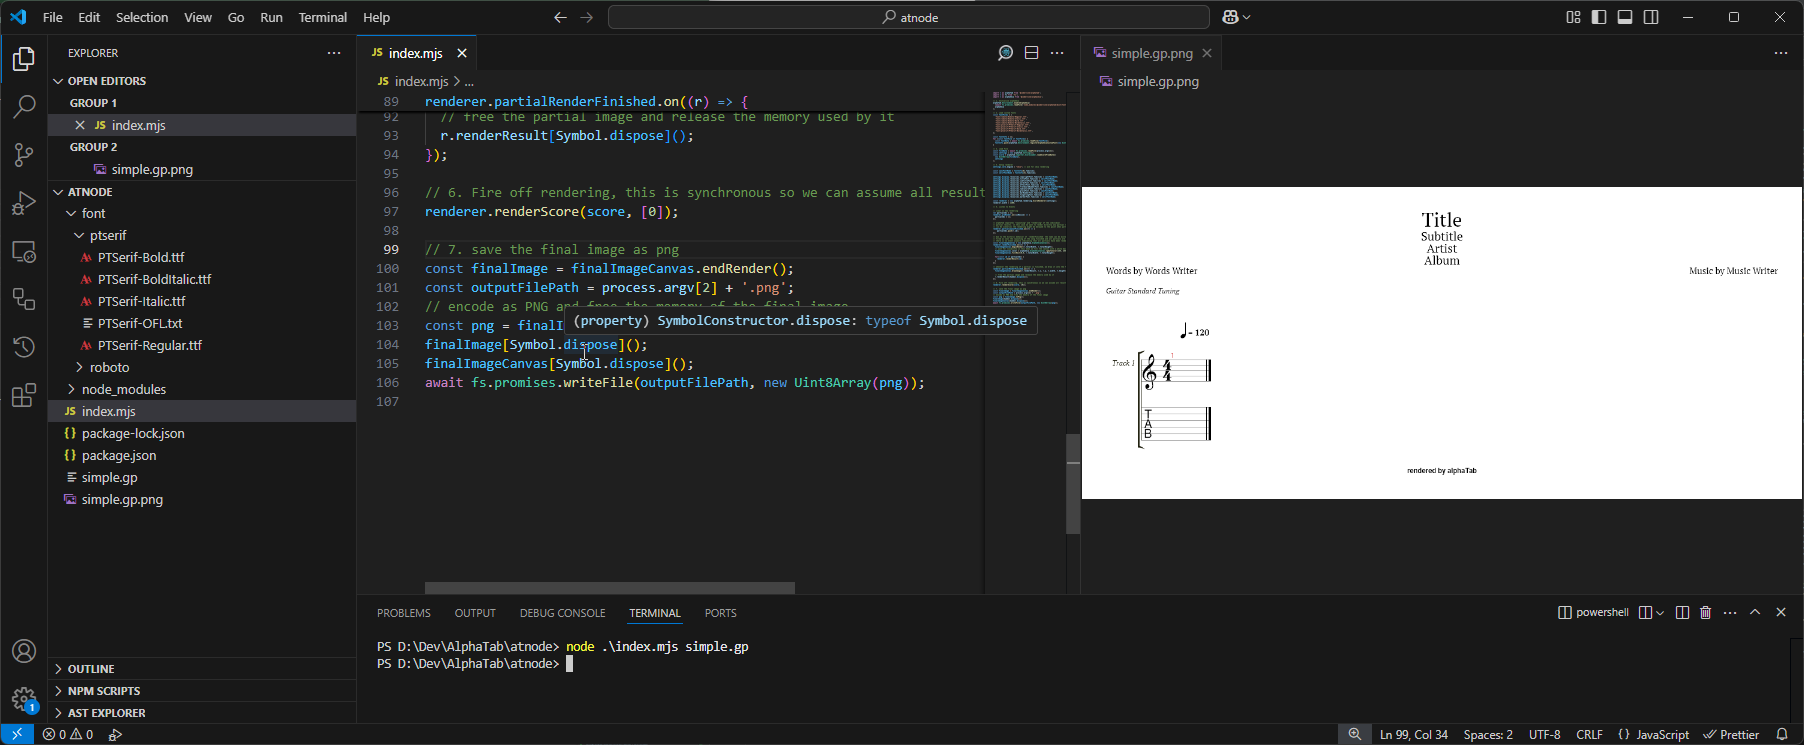 File Edit Selection View Go Run Terminal Help
atnode
EXPLORER
OPEN EDITORS
GROUP 1
JS index.mjs
GROUP 2
simple.gp.png
ATNODE
font
ptserif
PTSerif-Bold.ttf
PTSerif-BoldItalic.ttf
PTSerif-Italic.ttf
PTSerif-OFL.txt
PTSerif-Regular.ttf
roboto
node_modules
JS index.mjs
{} package-lock.json
{} package.json
simple.gp
simple.gp.png
OUTLINE
NPM SCRIPTS
AST EXPLORER
JS index.mjs
JS index.mjs > ...
89 renderer.partialRenderFinished.on((r) => {
92 // free the partial image and release the memory used by it
93 r.renderResult[Symbol.dispose]();
94 });
95
96 // 6. Fire off rendering, this is synchronous so we can assume all result
97 renderer.renderScore(score, [0]);
98
99 // 7. save the final image as png
100 const finalImage = finalImageCanvas.endRender();
101 const outputFilePath = process.argv[2] + '.png';
102 // encode as PNG and free the memory of the final image
103 const png = finalI
(property) SymbolConstructor.dispose: typeof Symbol.dispose
104 finalImage[Symbol.dispose]();
105 finalImageCanvas[Symbol.dispose]();
106 await fs.promises.writeFile(outputFilePath, new Uint8Array(png));
107
simple.gp.png
simple.gp.png
Title
Subtitle
Artist
Album
Words by Words Writer
Music by Music Writer
Guitar Standard Tuning
= 120
1
Track 1
4
4
T
A
B
rendered by alphaTab
PROBLEMS OUTPUT DEBUG CONSOLE TERMINAL PORTS
powershell
PS D:\Dev\AlphaTab\atnode> node .\index.mjs simple.gp
PS D:\Dev\AlphaTab\atnode>
1
0 0
Ln 99, Col 34 Spaces: 2 UTF-8 CRLF {} JavaScript Prettier